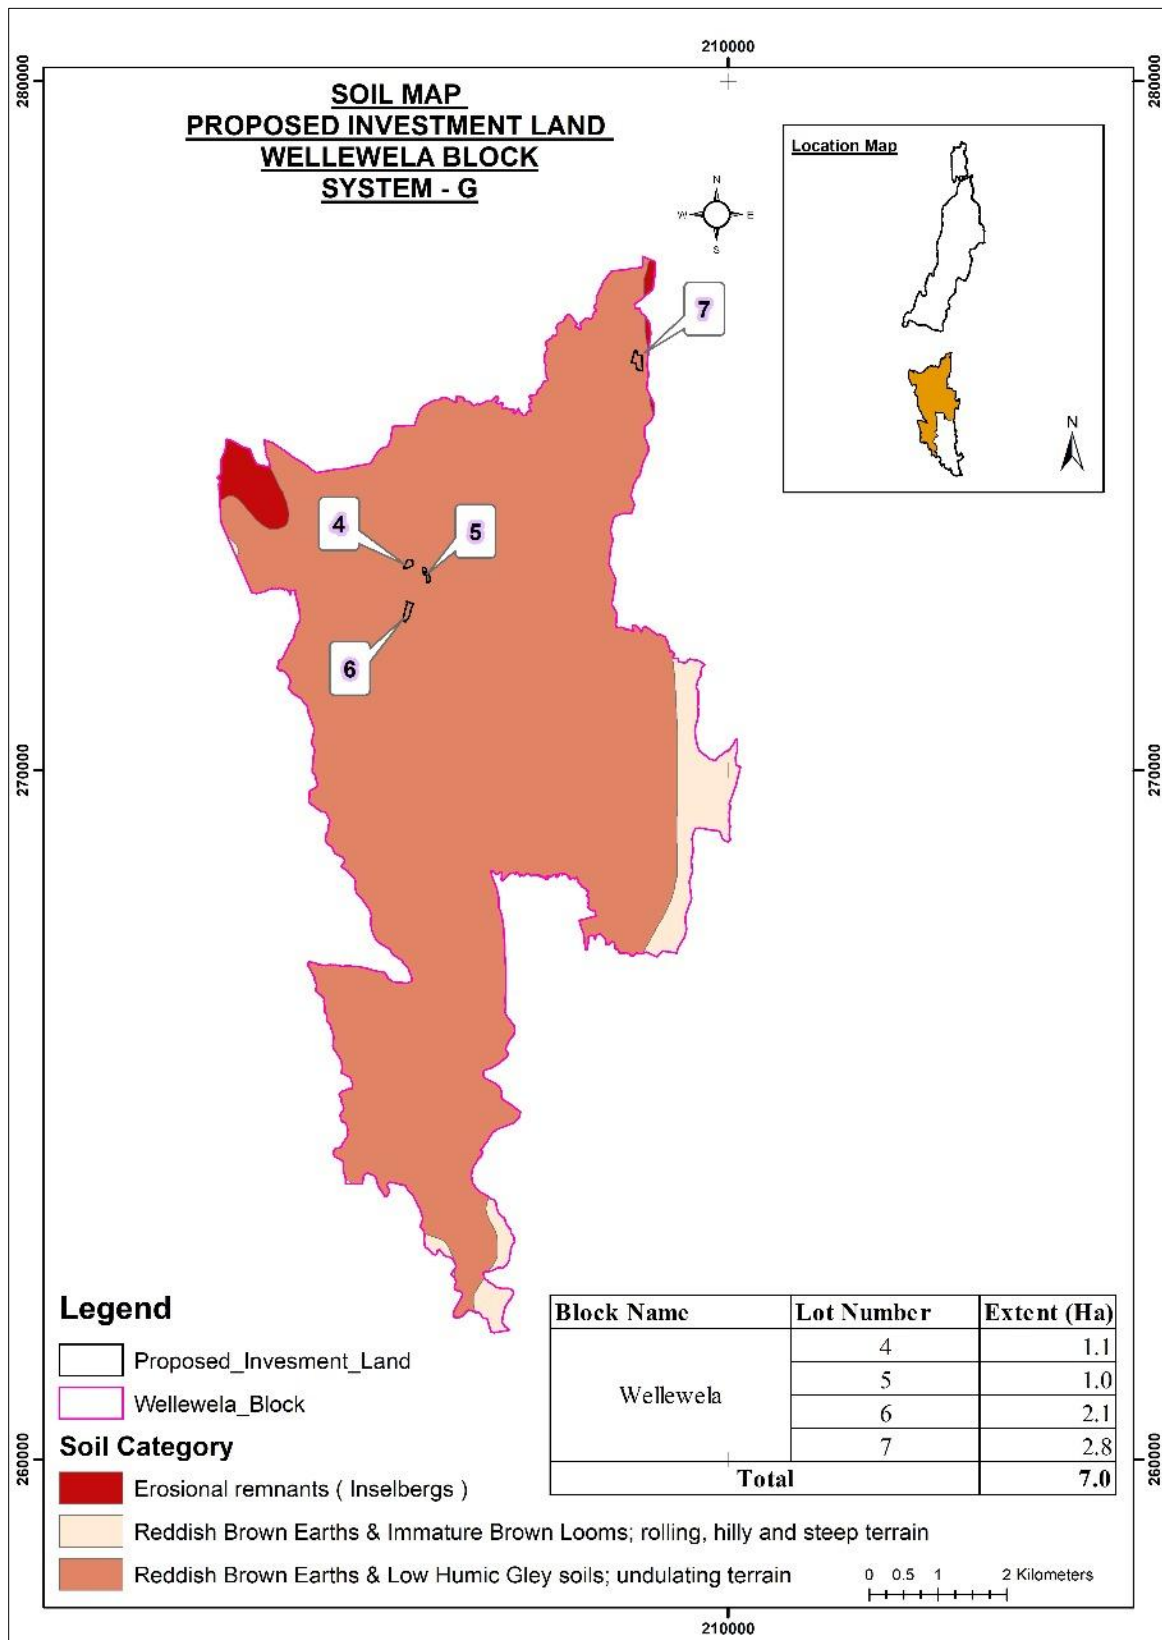 210000
280000
280000
SOIL MAP
PROPOSED INVESTMENT LAND
WELLEWELA BLOCK
SYSTEM - G
Location Map
N
W
E
S
N
7
4
5
6
270000
270000
Legend
Proposed_Invesment_Land
Wellewela_Block
Soil Category
Erosional remnants ( Inselbergs )
Reddish Brown Earths & Immature Brown Looms; rolling, hilly and steep terrain
Reddish Brown Earths & Low Humic Gley soils; undulating terrain
Block Name Lot Number Extent (Ha)
Wellewela
4 1.1
5 1.0
6 2.1
7 2.8
Total 7.0
260000
260000
0 0.5 1 2 Kilometers
210000